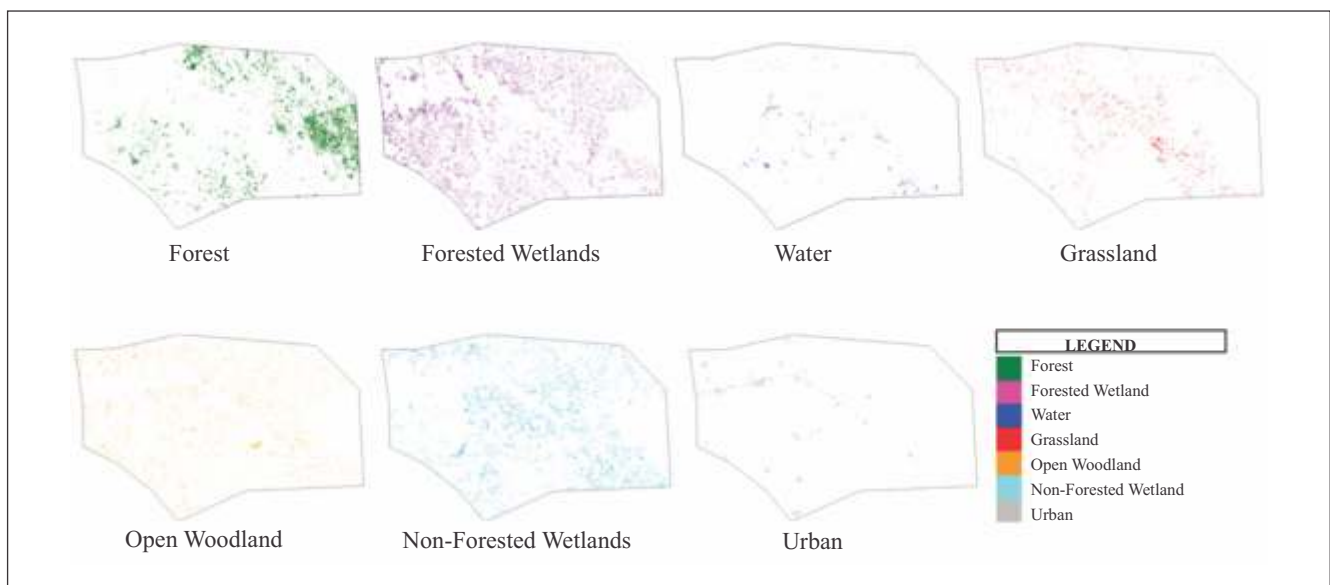 Forest
Forested Wetlands
Water
Grassland
Open Woodland
Non-Forested Wetlands
Urban
LEGEND
Forest
Forested Wetland
Water
Grassland
Open Woodland
Non-Forested Wetland
Urban